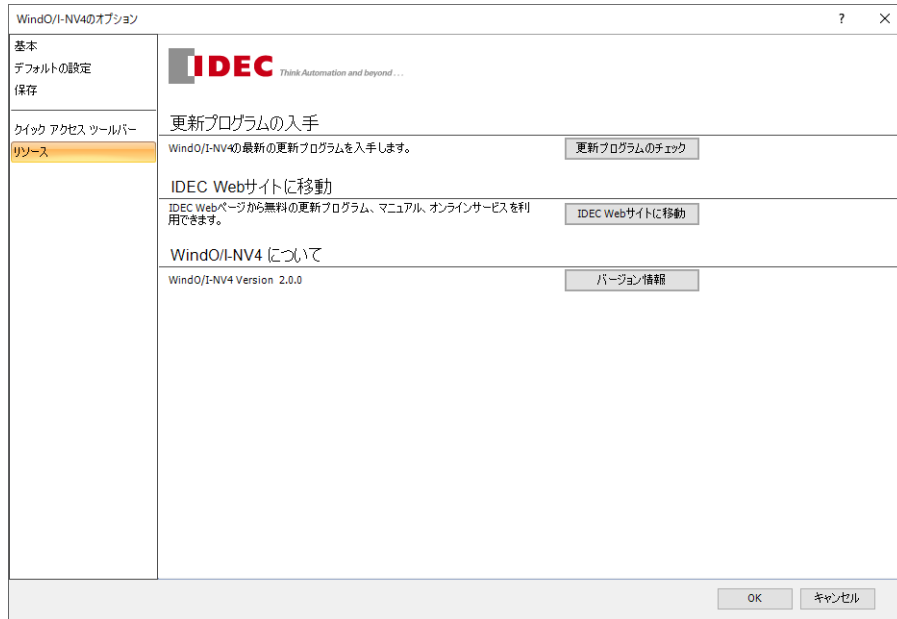 WindO/I-NV4のオプション
?
×
基本
デフォルトの設定
保存
クイック アクセス ツールバー
リソース
IDEC Think Automation and beyond...
更新プログラムの入手
WindO/I-NV4の最新の更新プログラムを入手します。
更新プログラムのチェック
IDEC Webサイトに移動
IDEC Webページから無料の更新プログラム、マニュアル、オンラインサービスを利
用できます。
IDEC Webサイトに移動
WindO/I-NV4 について
WindO/I-NV4 Version 2.0.0
バージョン情報
OK
キャンセル